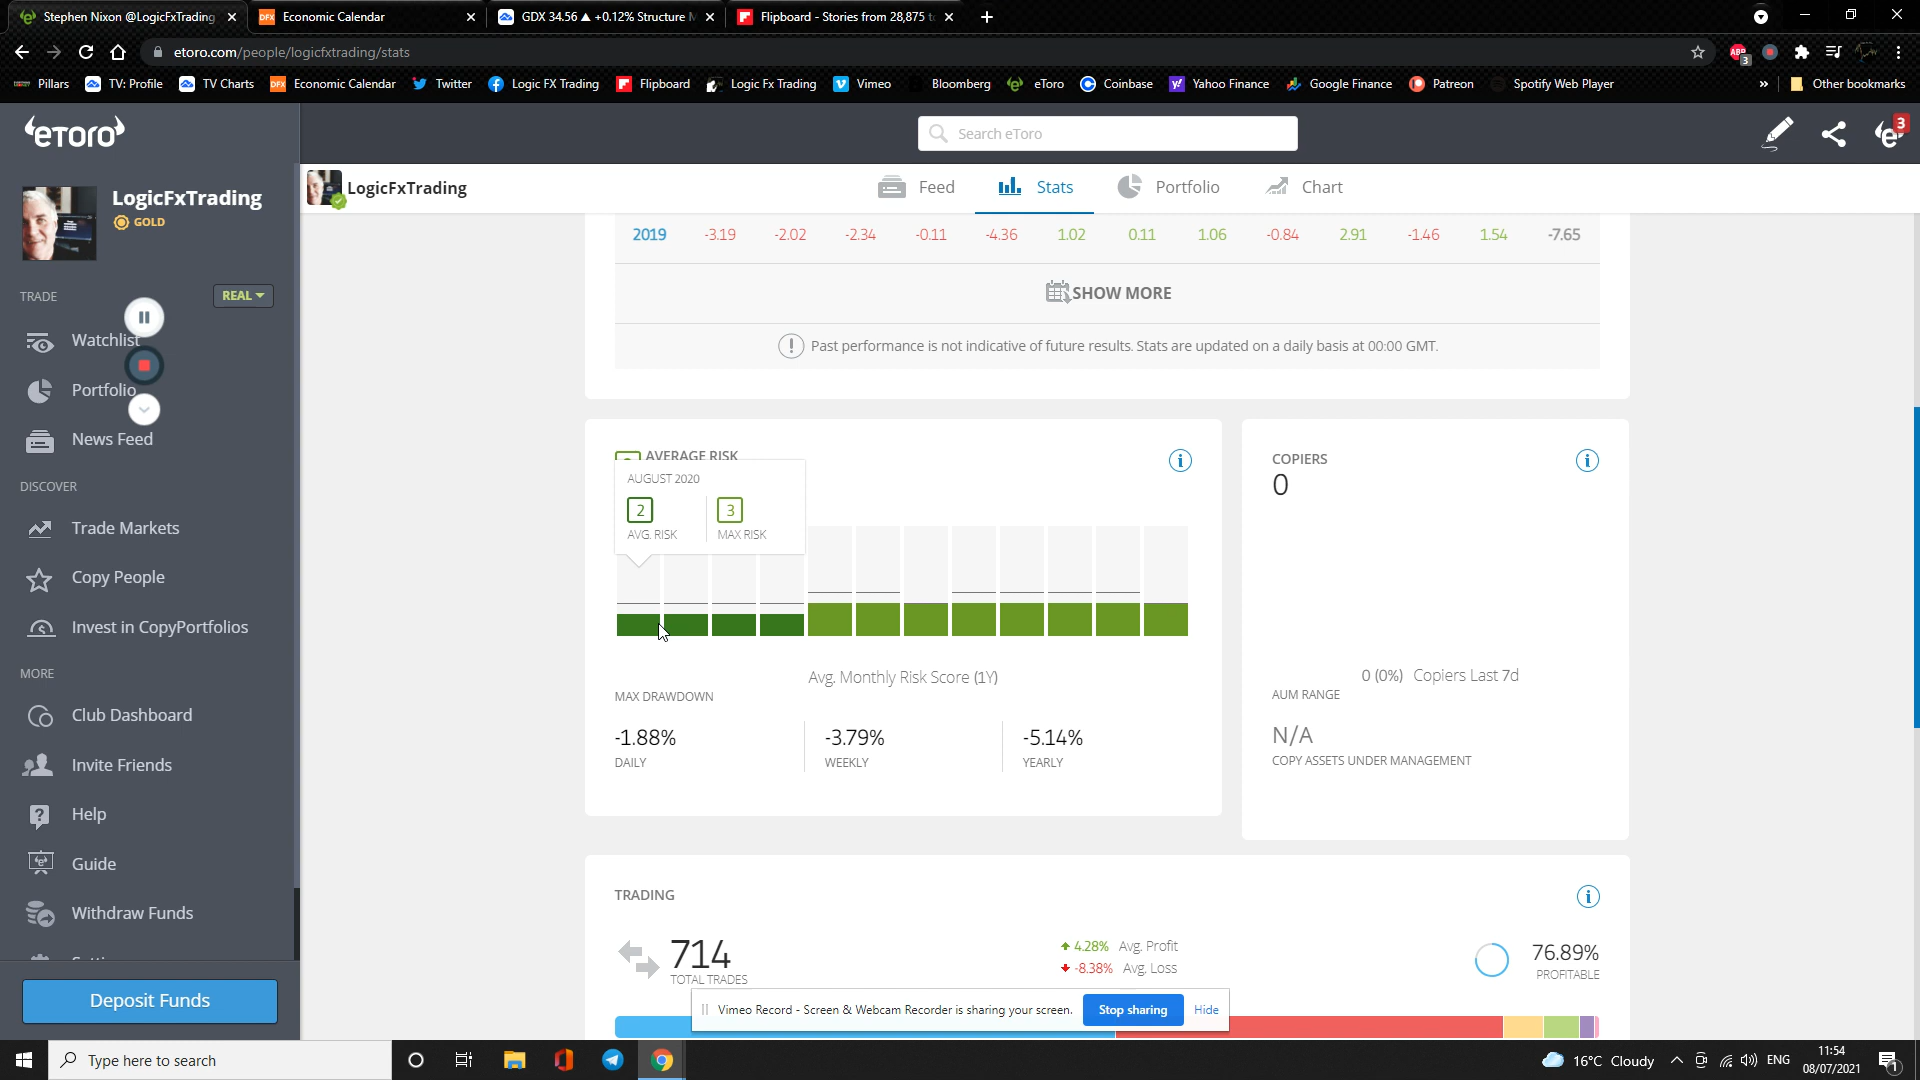 Stephen Nixon @LogicFxTrading
Economic Calendar
GDX 34.56 ▲ +0.12% Structure
Flipboard - Stories from 28,875
etoro.com/people/logicfxtrading/stats
ABP
3
Pillars
TV: Profile
TV Charts
DFX
Economic Calendar
Twitter
Logic FX Trading
Flipboard
Logic Fx Trading
Vimeo
Bloomberg
eToro
Coinbase
Yahoo Finance
Google Finance
Patreon
Spotify Web Player
»
Other bookmarks
eToro
Search eToro
3
LogicFxTrading
GOLD
LogicFxTrading
Feed
Stats
Portfolio
Chart
TRADE
REAL
Watchlist
Portfolio
News Feed
DISCOVER
Trade Markets
Copy People
Invest in CopyPortfolios
MORE
Club Dashboard
Invite Friends
Help
Guide
Withdraw Funds
Deposit Funds
2019 -3.19 -2.02 -2.34 -0.11 -4.36 1.02 0.11 1.06 -0.84 2.91 -1.46 1.54 -7.65
SHOW MORE
Past performance is not indicative of future results. Stats are updated on a daily basis at 00:00 GMT.
AVERAGE RISK
AUGUST 2020
2 3
AVG. RISK MAX RISK
Avg. Monthly Risk Score (1Y)
MAX DRAWDOWN
-1.88% -3.79% -5.14%
DAILY WEEKLY YEARLY
COPIERS
0
0 (0%) Copiers Last 7d
AUM RANGE
N/A
COPY ASSETS UNDER MANAGEMENT
TRADING
714
TOTAL TRADES
4.28% Avg. Profit
-8.38% Avg. Loss
76.89%
PROFITABLE
Vimeo Record - Screen & Webcam Recorder is sharing your screen.
Stop sharing
Hide
Type here to search
16°C Cloudy
ENG
11:54
08/07/2021
1